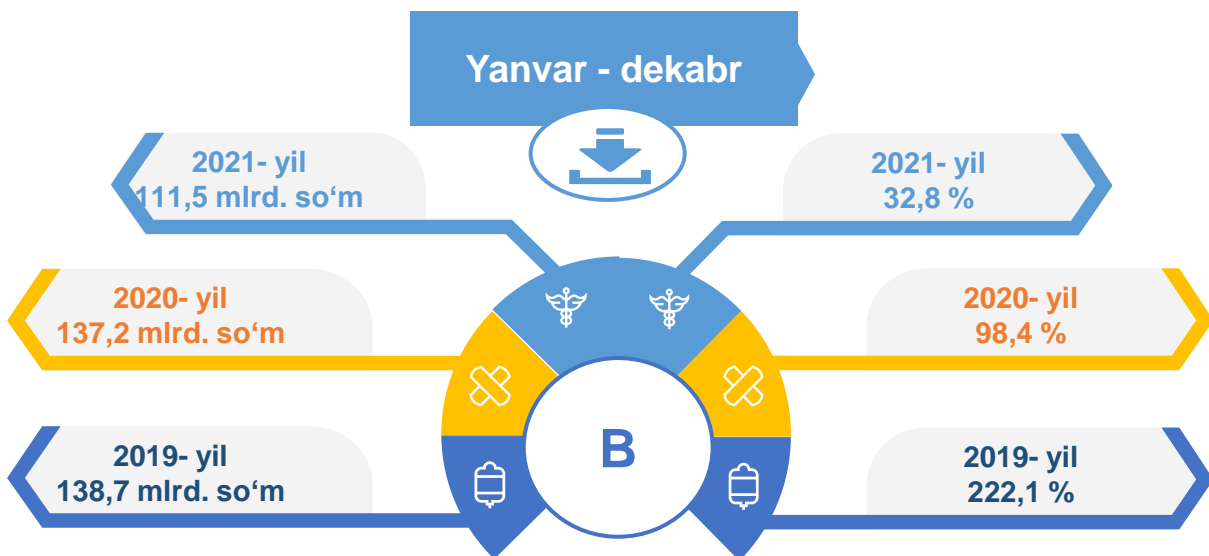 Yanvar - dekabr
2021- yil
111,5 mlrd. so‘m
2021- yil
32,8 %
2020- yil
137,2 mlrd. so‘m
2020- yil
98,4 %
B
2019- yil
138,7 mlrd. so‘m
2019- yil
222,1 %